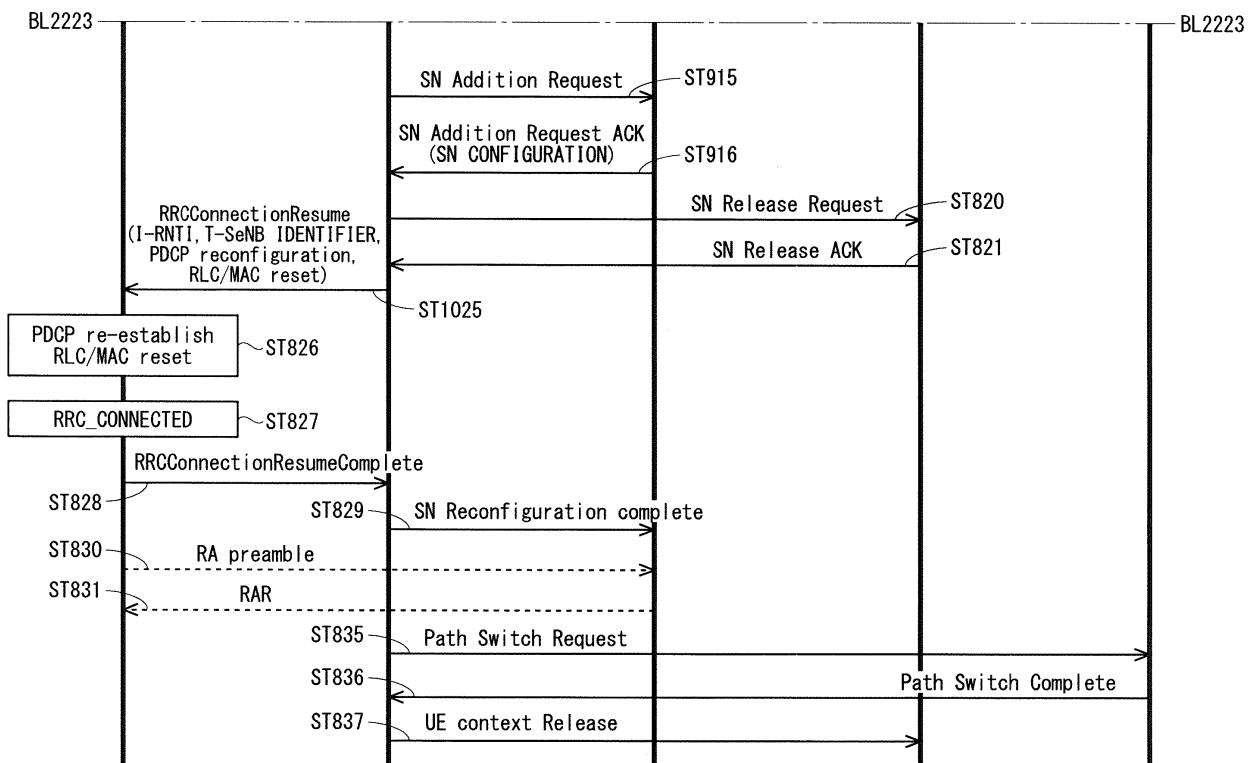 BL2223
BL2223
SN Addition Request
ST915
SN Addition Request ACK
(SN CONFIGURATION)
ST916
SN Release Request
ST820
RRCConnectionResume
(I-RNTI, T-SeNB IDENTIFIER,
PDCP reconfiguration,
RLC/MAC reset)
SN Release ACK
ST821
ST1025
PDCP re-establish
RLC/MAC reset
ST826
RRC_CONNECTED
ST827
RRCConnectionResumeComplete
ST828
ST829
SN Reconfiguration complete
ST830
RA preamble
ST831
RAR
ST835
Path Switch Request
ST836
Path Switch Complete
ST837
UE context Release